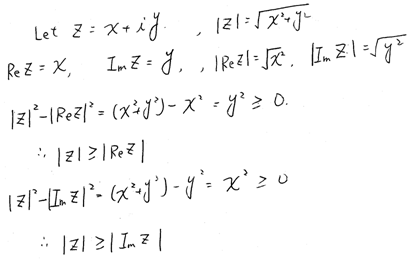 Let z = x + iy. , |z| = √x²+y²
Re z = x, Im z = y, , |Re z| = √x², |Im z| = √y²
|z|² - |Re z|² = (x²+y²) - x² = y² ≥ 0.
∴ |z| ≥ |Re z|
|z|² - |Im z|² = (x²+y²) - y² = x² ≥ 0
∴ |z| ≥ |Im z|